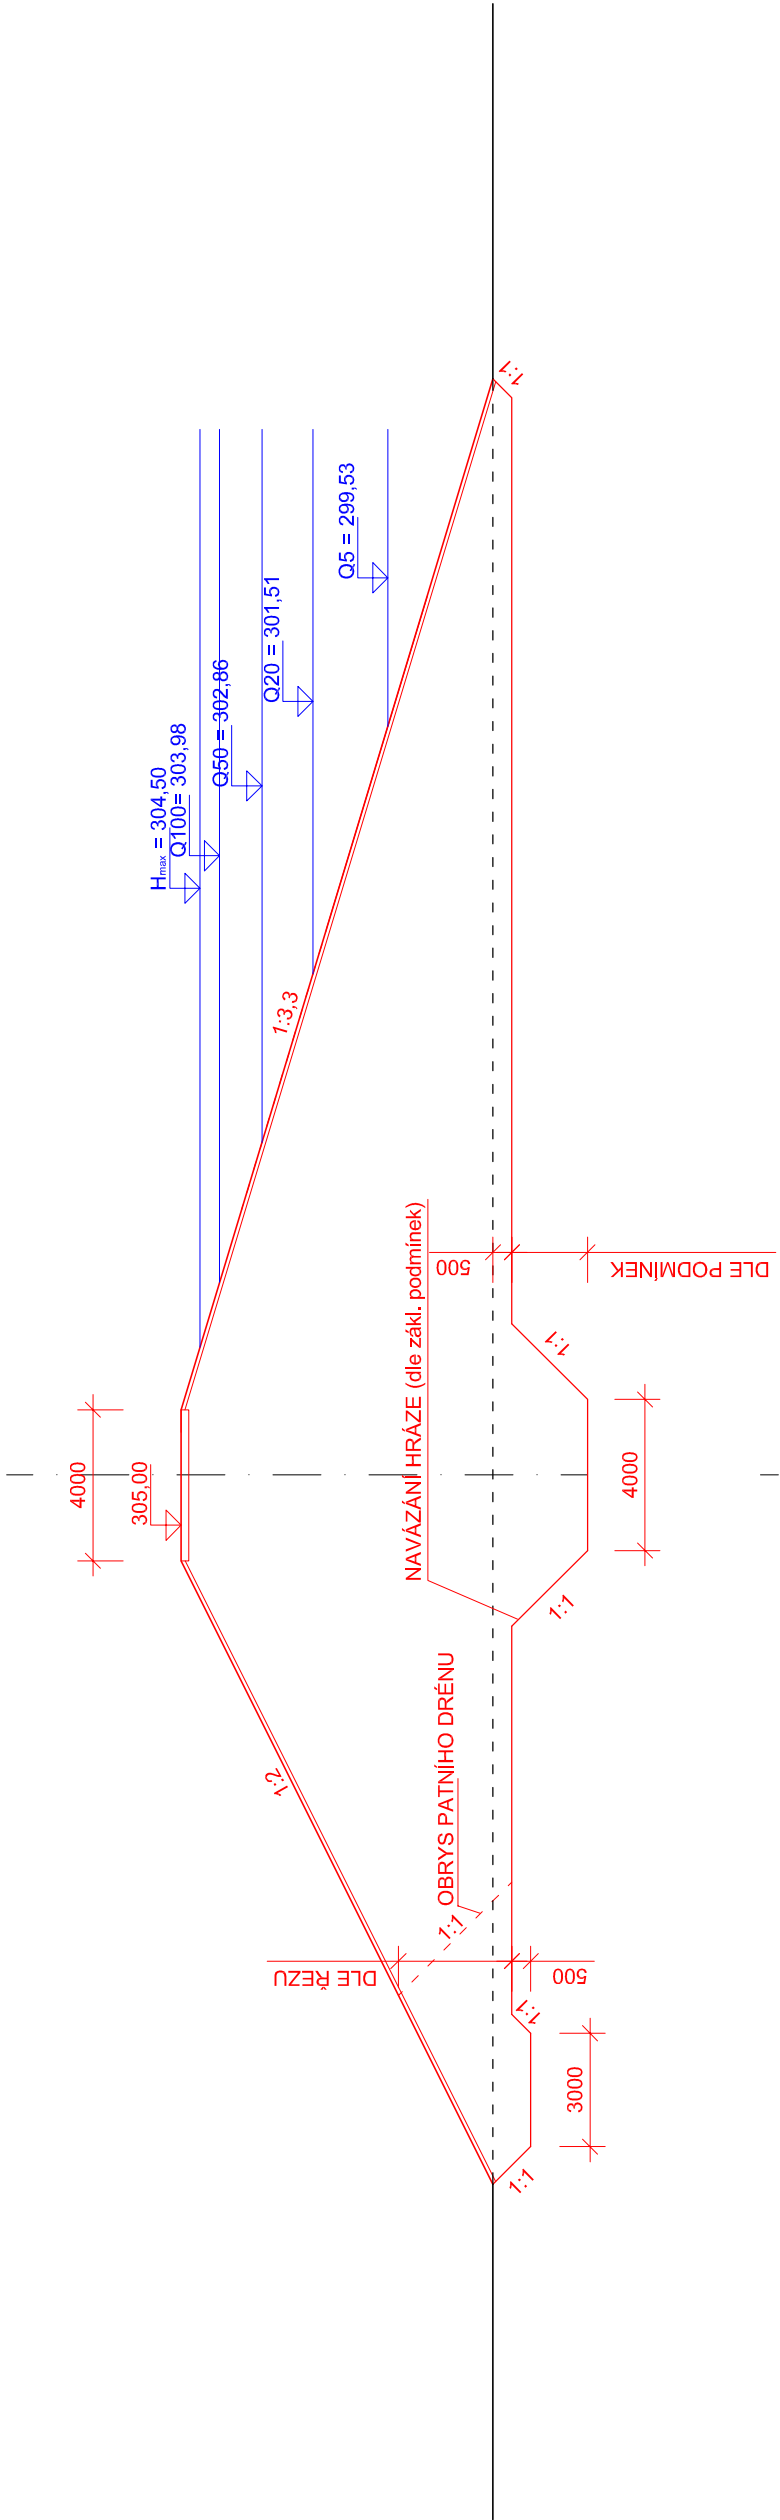 4000
305,00
Hmax = 304,50
Q100= 303,98
Q50 = 302,86
Q20 = 301,51
Q5 = 299,53
1:2
1:3,3
1:1
OBRYS PATNÍHO DRÉNU
1:1
DLE ŘEZU
500
1:1
3000
1:1
NAVÁZÁNÍ HRÁZE (dle zákl. podmínek)
1:1
4000
1:1
500
DLE PODMÍNEK